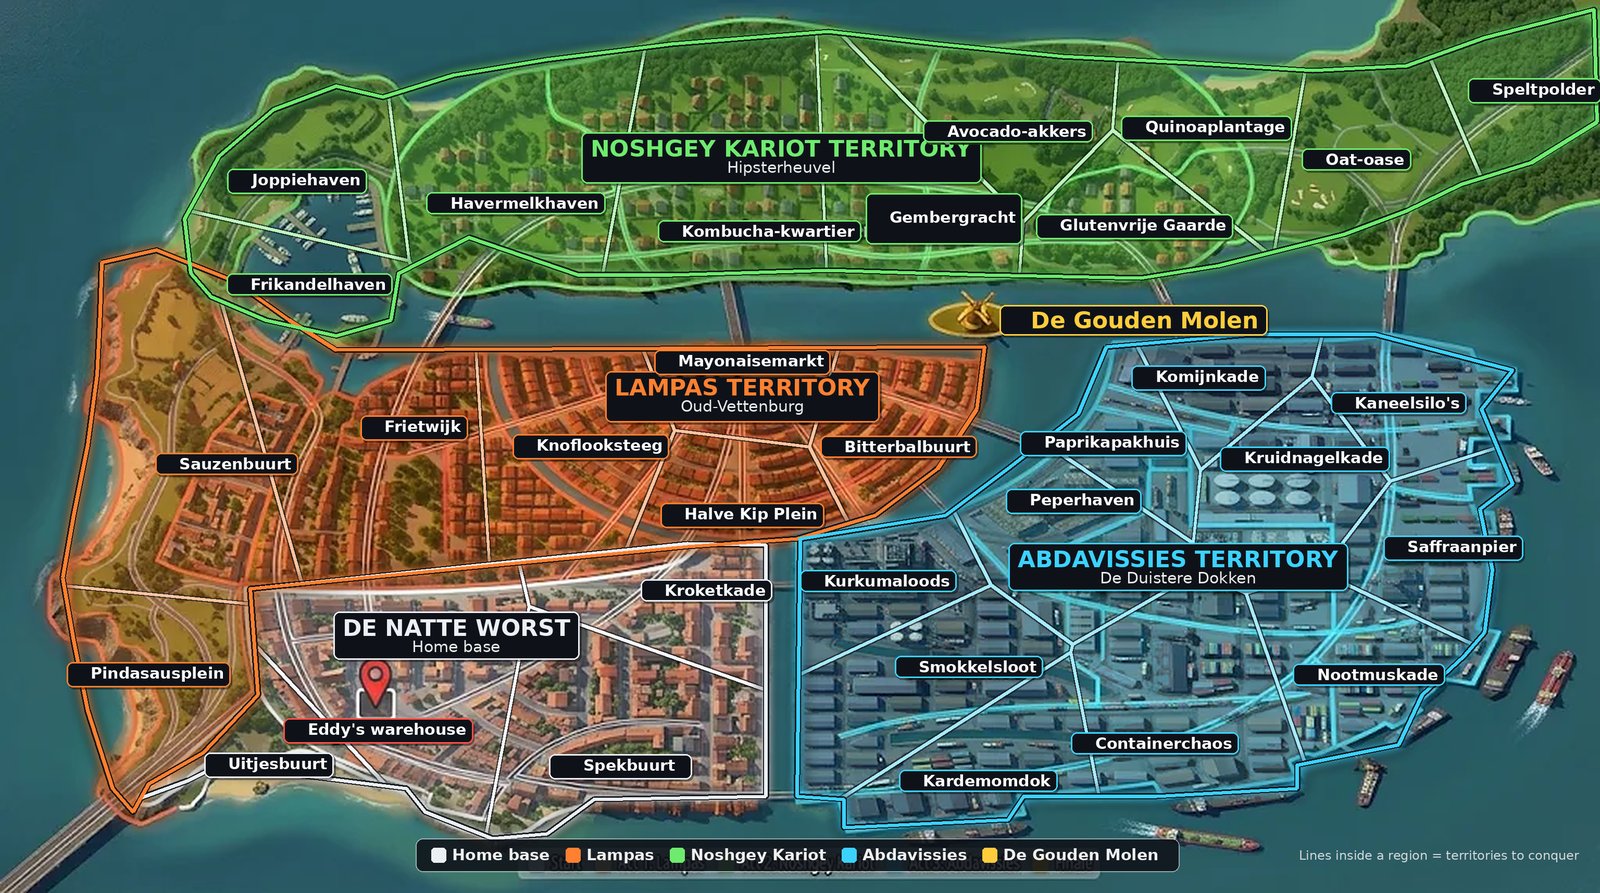 Speltpolder
Avocado-akkers
Quinoaplantage
NOSHGEY KARIOT TERRITORY
Hipsterheuvel
Oat-oase
Joppiehaven
Havermelkhaven
Gembergracht
Glutenvrije Gaarde
Kombucha-kwartier
Frikandelhaven
De Gouden Molen
Mayonaisemarkt
Komijnkade
LAMPAS TERRITORY
Oud-Vettenburg
Kaneelsilo's
Frietwijk
Knoflooksteeg
Bitterbalbuurt
Paprikapakhuis
Kruidnagelkade
Sauzenbuurt
Peperhaven
Halve Kip Plein
Saffraanpier
ABDAVISSIES TERRITORY
De Duistere Dokken
Kurkumaloods
Kroketkade
DE NATTE WORST
Home base
Smokkelsloot
Pindasausplein
Nootmuskade
Eddy's warehouse
Containerchaos
Uitjesbuurt
Spekbuurt
Kardemomdok
Home base
Lampas
Noshgey Kariot
Abdavissies
De Gouden Molen
Lines inside a region = territories to conquer